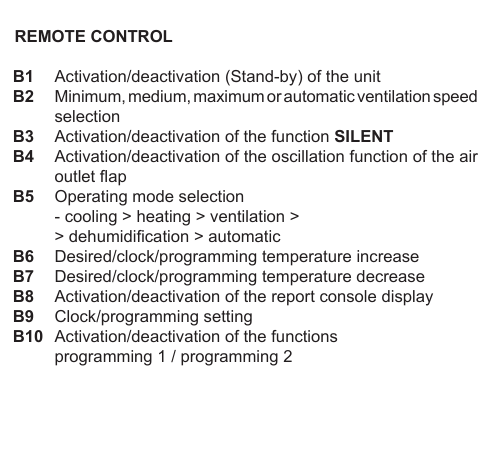 REMOTE CONTROL
B1 Activation/deactivation (Stand-by) of the unit
B2 Minimum, medium, maximum or automatic ventilation speed
selection
B3 Activation/deactivation of the function SILENT
B4 Activation/deactivation of the oscillation function of the air
outlet flap
B5 Operating mode selection
- cooling > heating > ventilation >
> dehumidification > automatic
B6 Desired/clock/programming temperature increase
B7 Desired/clock/programming temperature decrease
B8 Activation/deactivation of the report console display
B9 Clock/programming setting
B10 Activation/deactivation of the functions
programming 1 / programming 2